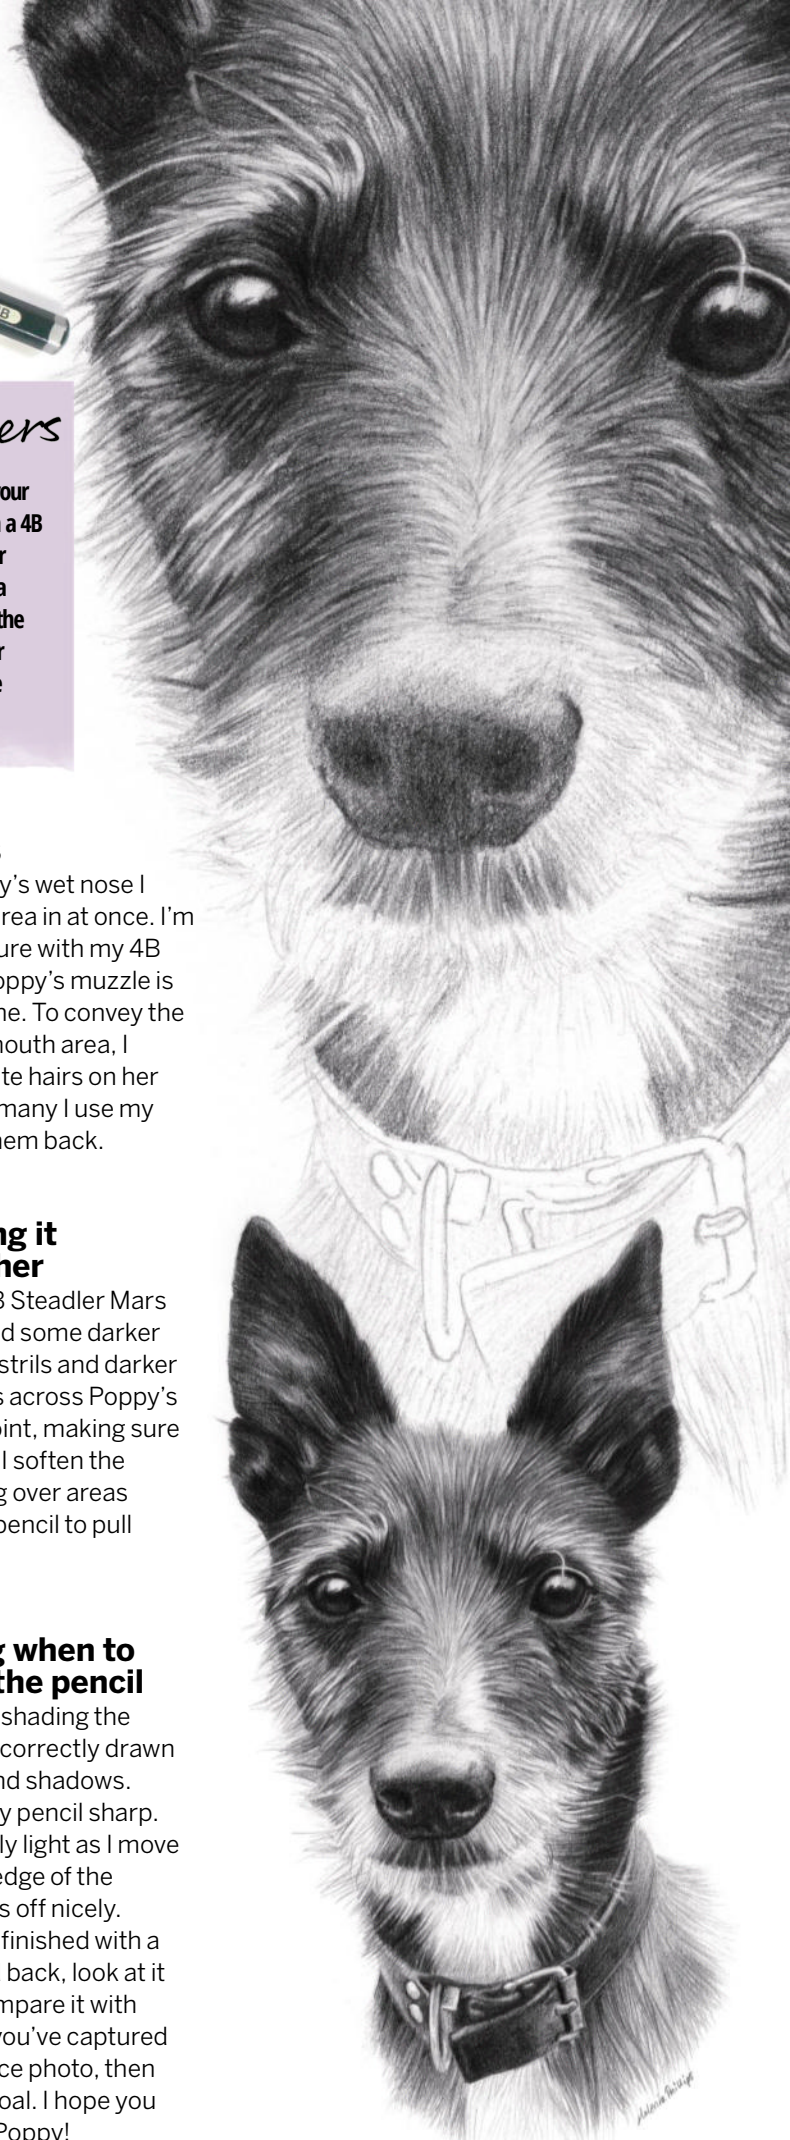 B
ers
our
a 4B
r
a
the
r
e
y's wet nose I
rea in at once. I'm
ure with my 4B
oppy's muzzle is
ne. To convey the
nouth area, I
te hairs on her
many I use my
nem back.
ng it
her
B Steadler Mars
d some darker
strils and darker
s across Poppy's
oint, making sure
I soften the
g over areas
pencil to pull
g when to
the pencil
shading the
correctly drawn
nd shadows.
y pencil sharp.
ly light as I move
edge of the
s off nicely.
finished with a
back, look at it
mpare it with
you've captured
ce photo, then
oal. I hope you
Poppy!